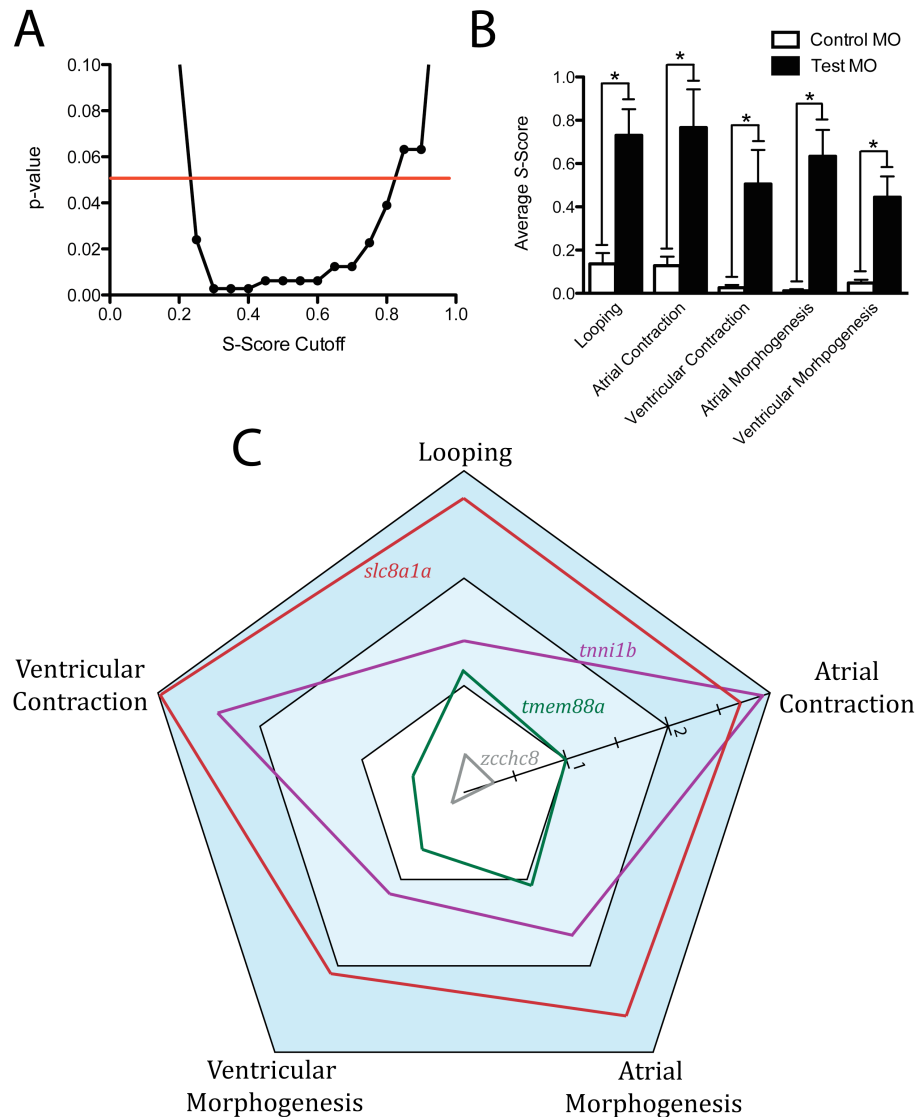 A
0.10
0.08
0.06
0.04
0.02
0.00
p-value
0.0
0.2
0.4
0.6
0.8
1.0
S-Score Cutoff
B
Control MO
Test MO
1.0
0.8
0.6
0.4
0.2
0.0
Average S-Score
*
*
*
*
*
Looping
Atrial Contraction
Ventricular Contraction
Atrial Morphogenesis
Ventricular Morhpogenesis
C
Looping
slc8a1a
tnni1b
Ventricular
Contraction
Atrial
Contraction
tmem88a
2
zcchc8
1
Ventricular
Morphogenesis
Atrial
Morphogenesis